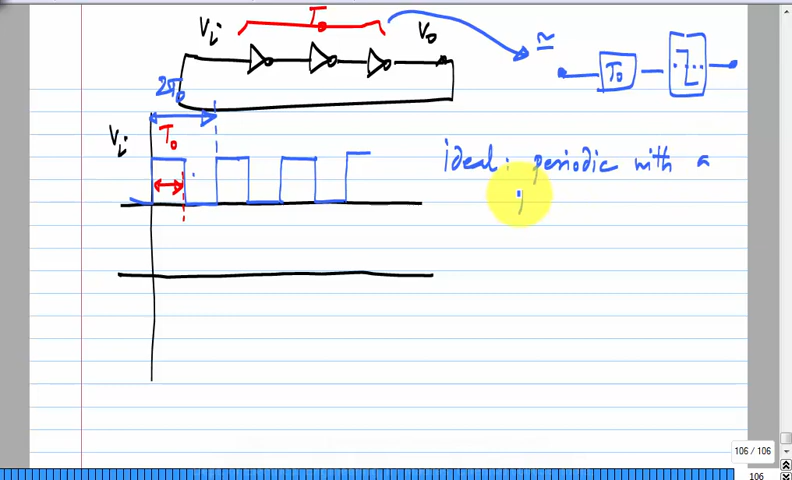 T₀
Vi V₀
≃
T₀
2T₀
T₀
Vi
ideal: periodic with a
106 / 106
106